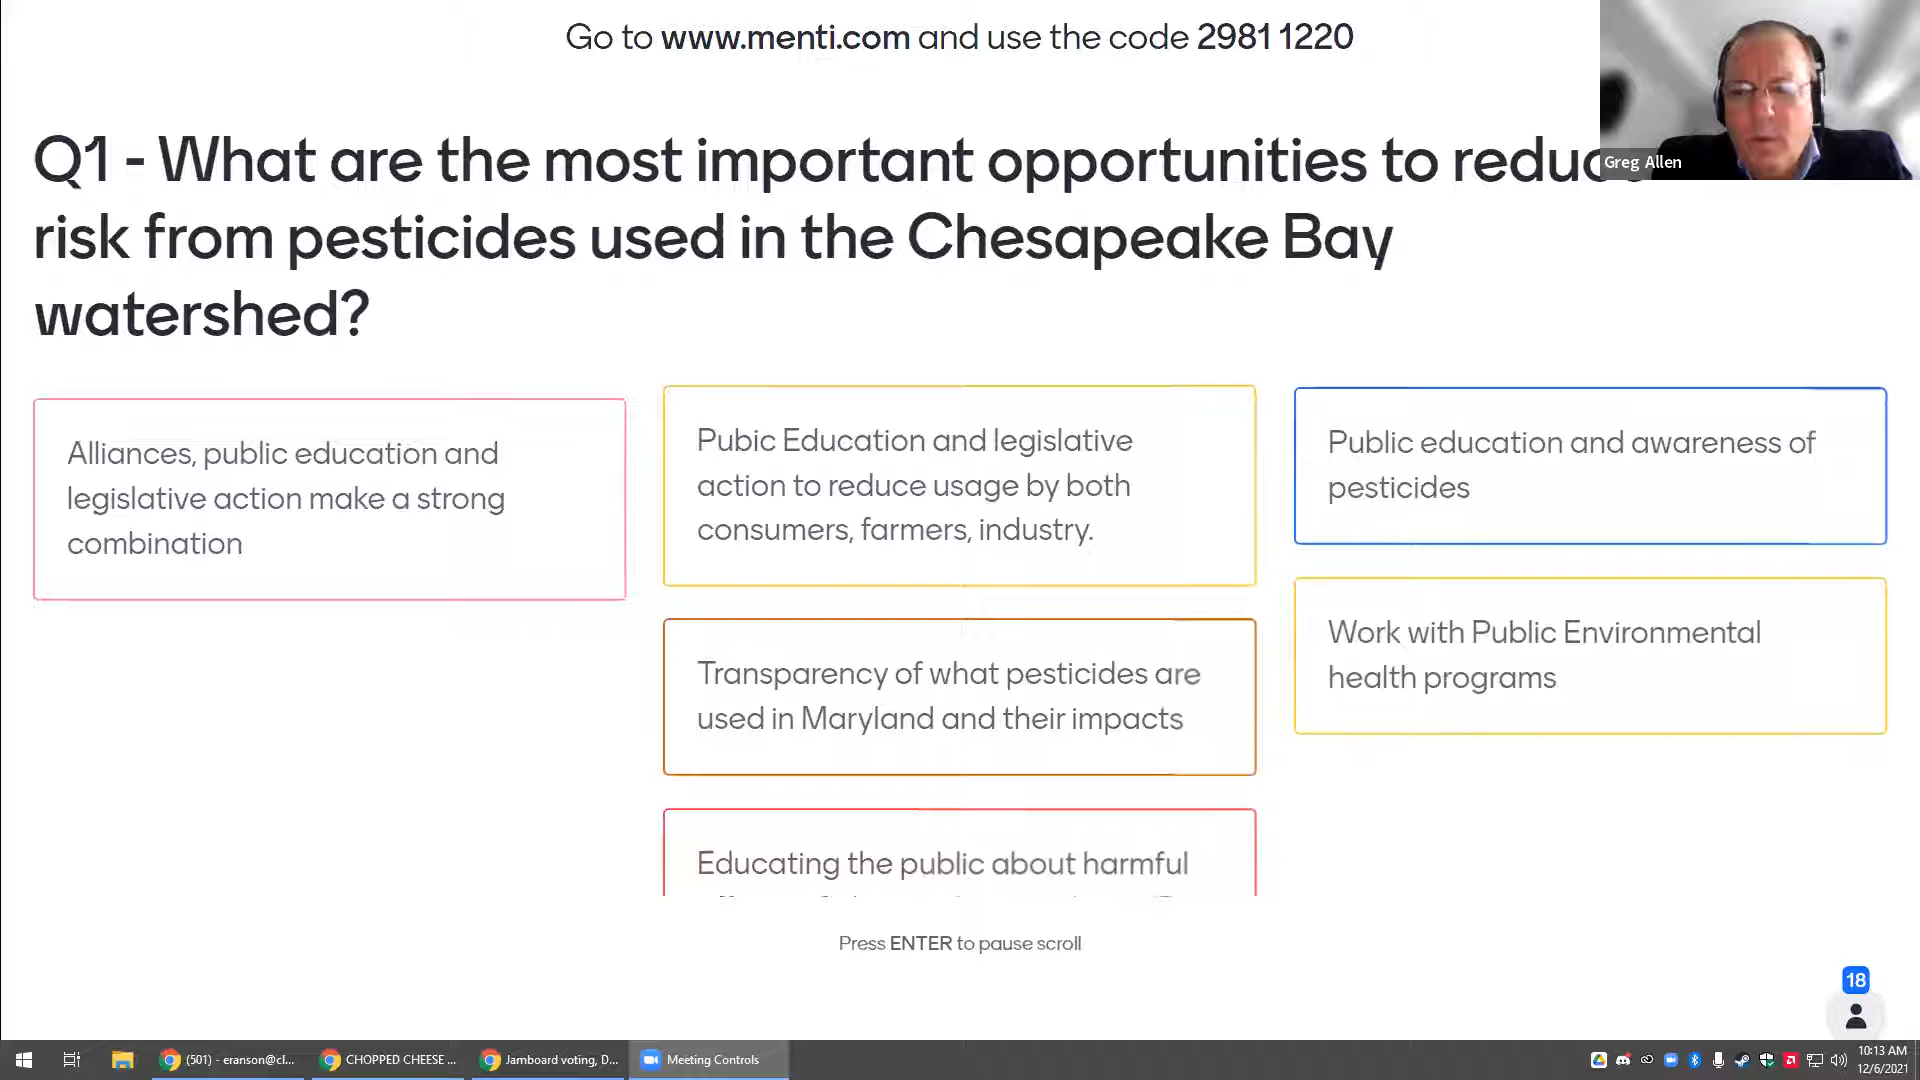 Go to www.menti.com and use the code 2981 1220
Q1 - What are the most important opportunities to reduc
risk from pesticides used in the Chesapeake Bay
watershed?
Greg Allen
Alliances, public education and
legislative action make a strong
combination
Pubic Education and legislative
action to reduce usage by both
consumers, farmers, industry.
Transparency of what pesticides are
used in Maryland and their impacts
Educating the public about harmful
Public education and awareness of
pesticides
Work with Public Environmental
health programs
Press ENTER to pause scroll
18
(501) - eranson@cl...
CHOPPED CHEESE ...
Jamboard voting, D...
Meeting Controls
10:13 AM
12/6/2021